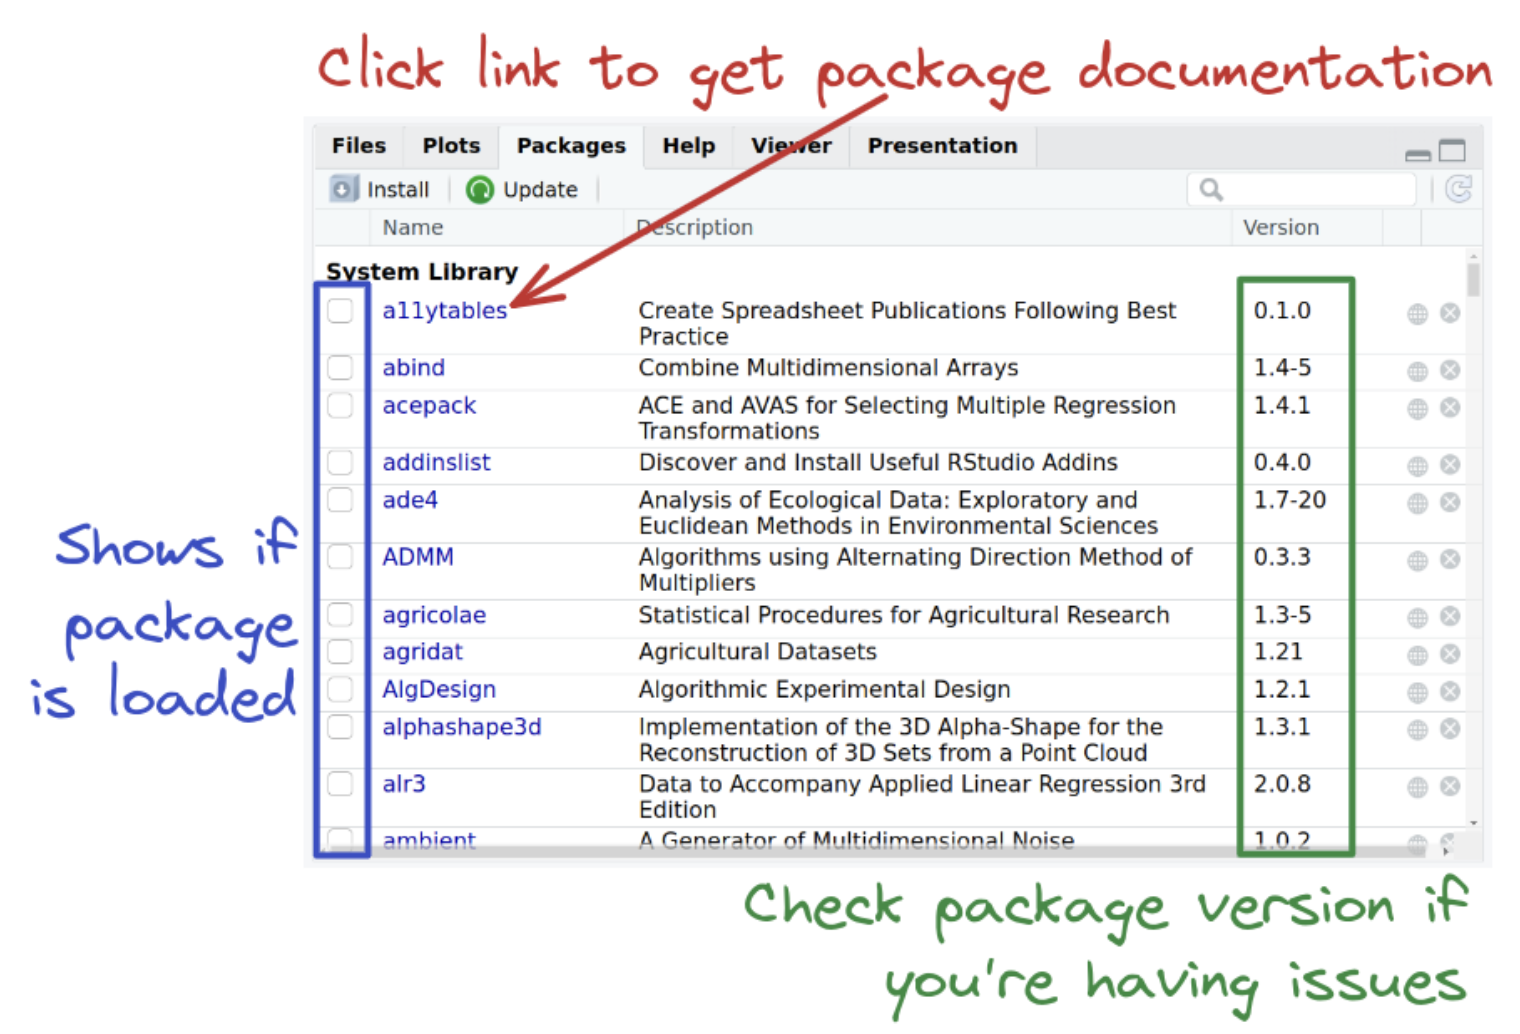 Click link to get package documentation
Files Plots Packages Help Viewer Presentation
Install Update
Name Description Version
System Library
a11ytables Create Spreadsheet Publications Following Best 0.1.0
Practice
abind Combine Multidimensional Arrays 1.4-5
acepack ACE and AVAS for Selecting Multiple Regression 1.4.1
Transformations
addinslist Discover and Install Useful RStudio Addins 0.4.0
ade4 Analysis of Ecological Data: Exploratory and 1.7-20
Euclidean Methods in Environmental Sciences
ADMM Algorithms using Alternating Direction Method of 0.3.3
Multipliers
agricolae Statistical Procedures for Agricultural Research 1.3-5
agridat Agricultural Datasets 1.21
AlgDesign Algorithmic Experimental Design 1.2.1
alphashape3d Implementation of the 3D Alpha-Shape for the 1.3.1
Reconstruction of 3D Sets from a Point Cloud
alr3 Data to Accompany Applied Linear Regression 3rd 2.0.8
Edition
ambient A Generator of Multidimensional Noise 1.0.2
Shows if
package
is loaded
Check package version if
you're having issues